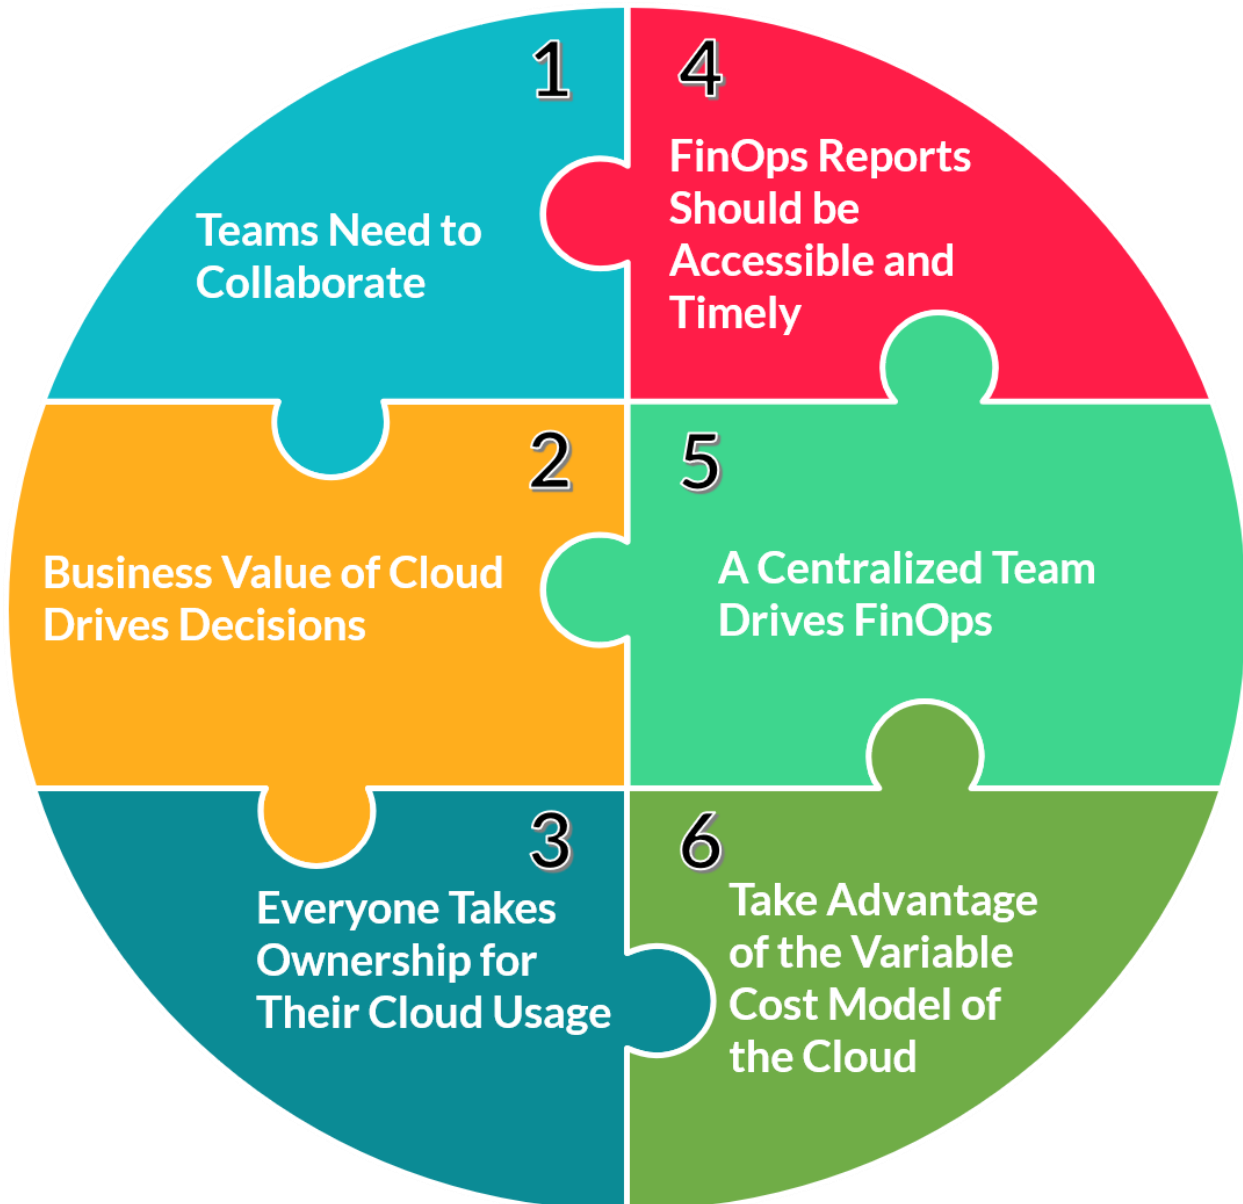 1
Teams Need to
Collaborate
2
Business Value of Cloud
Drives Decisions
3
Everyone Takes
Ownership for
Their Cloud Usage
4
FinOps Reports
Should be
Accessible and
Timely
5
A Centralized Team
Drives FinOps
6
Take Advantage
of the Variable
Cost Model of
the Cloud